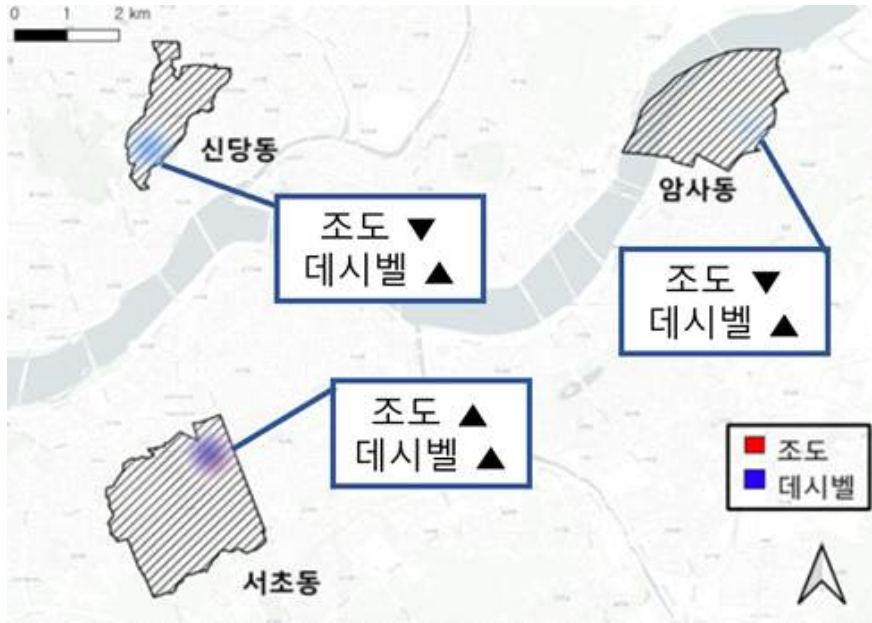 0 1 2 km
신당동
암사동
조도 ▼
데시벨 ▲
조도 ▼
데시벨 ▲
조도 ▲
데시벨 ▲
조도
데시벨
서초동